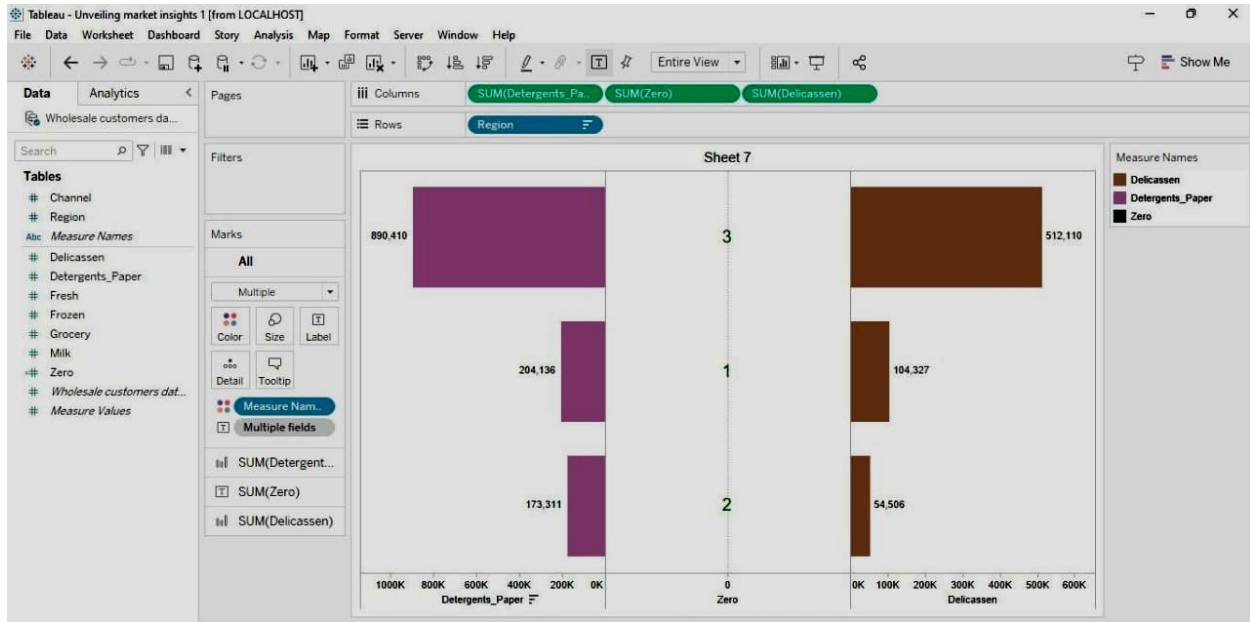 Tableau - Unveiling market insights 1 [from LOCALHOST]
File Data Worksheet Dashboard Story Analysis Map Format Server Window Help
Entire View
Show Me
Data Analytics
Wholesale customers da...
Search
Tables
# Channel
# Region
Abc Measure Names
# Delicassen
# Detergents_Paper
# Fresh
# Frozen
# Grocery
# Milk
=# Zero
# Wholesale customers dat...
# Measure Values
Pages
Filters
Marks
All
Multiple
Color Size Label
Detail Tooltip
Measure Nam..
Multiple fields
SUM(Detergent...
SUM(Zero)
SUM(Delicassen)
Columns SUM(Detergents_Pa.. SUM(Zero) SUM(Delicassen)
Rows Region
Sheet 7
890,410 3 512,110
204,136 1 104,327
173,311 2 54,506
1000K 800K 600K 400K 200K 0K 0 0K 100K 200K 300K 400K 500K 600K
Detergents_Paper Zero Delicassen
Measure Names
Delicassen
Detergents_Paper
Zero